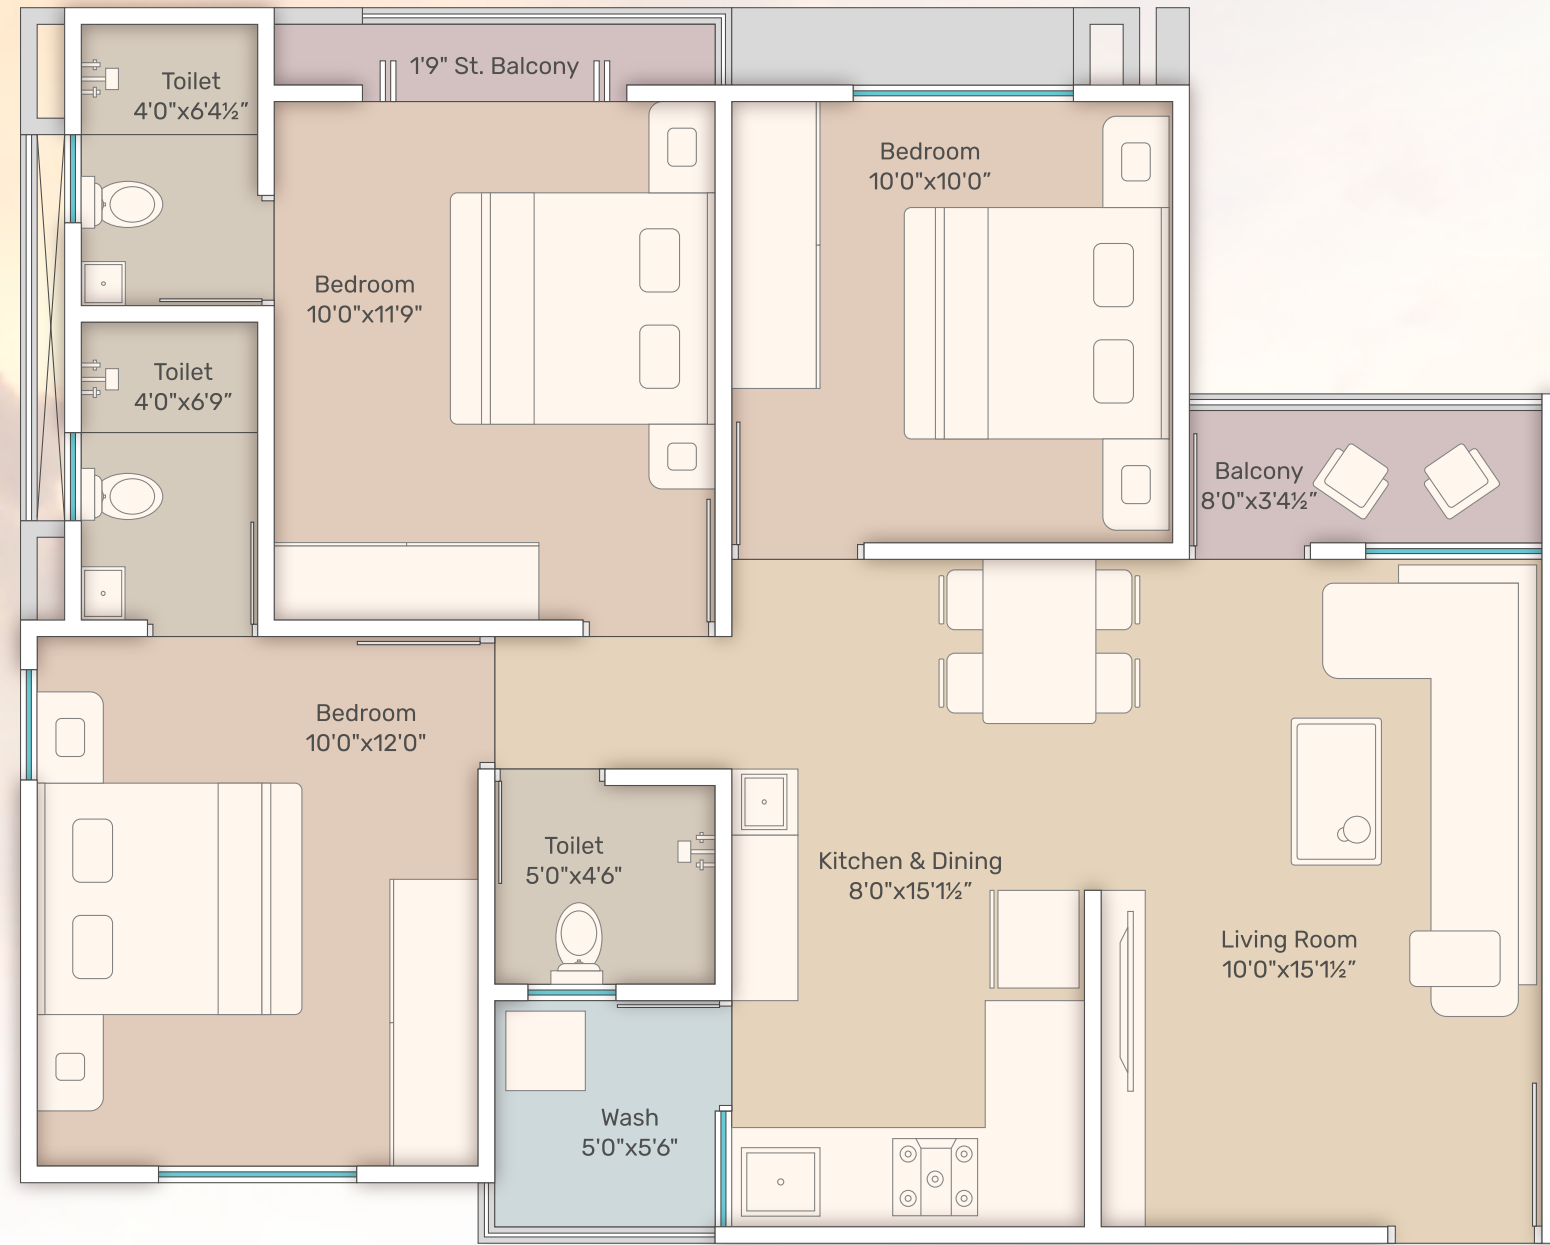 Toilet
4'0"x6'4½”
1'9" St. Balcony
Bedroom
10'0"x10'0”
Bedroom
10'0"x11'9"
Toilet
4'0"x6'9”
Balcony
8'0"x3'4½”
Bedroom
10'0"x12'0"
Toilet
5'0"x4'6"
Kitchen & Dining
8'0"x15'1½”
Living Room
10'0"x15'1½”
Wash
5'0"x5'6"